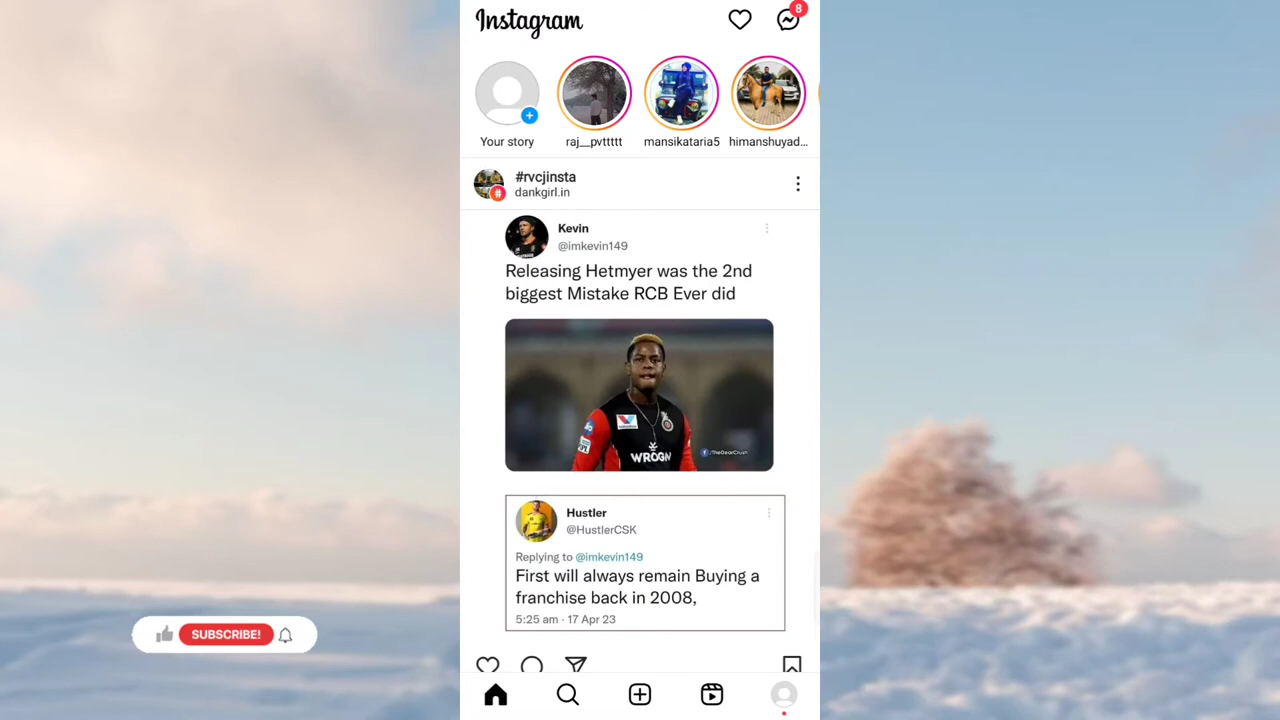 Instagram
8
Your story
raj__pvttttt
mansikataria5
himanshuyad...
#rvcjinsta
dankgirl.in
Kevin
@imkevin149
Releasing Hetmyer was the 2nd
biggest Mistake RCB Ever did
WROGN
Hustler
@HustlerCSK
Replying to @imkevin149
First will always remain Buying a
franchise back in 2008,
5:25 am · 17 Apr 23
SUBSCRIBE!